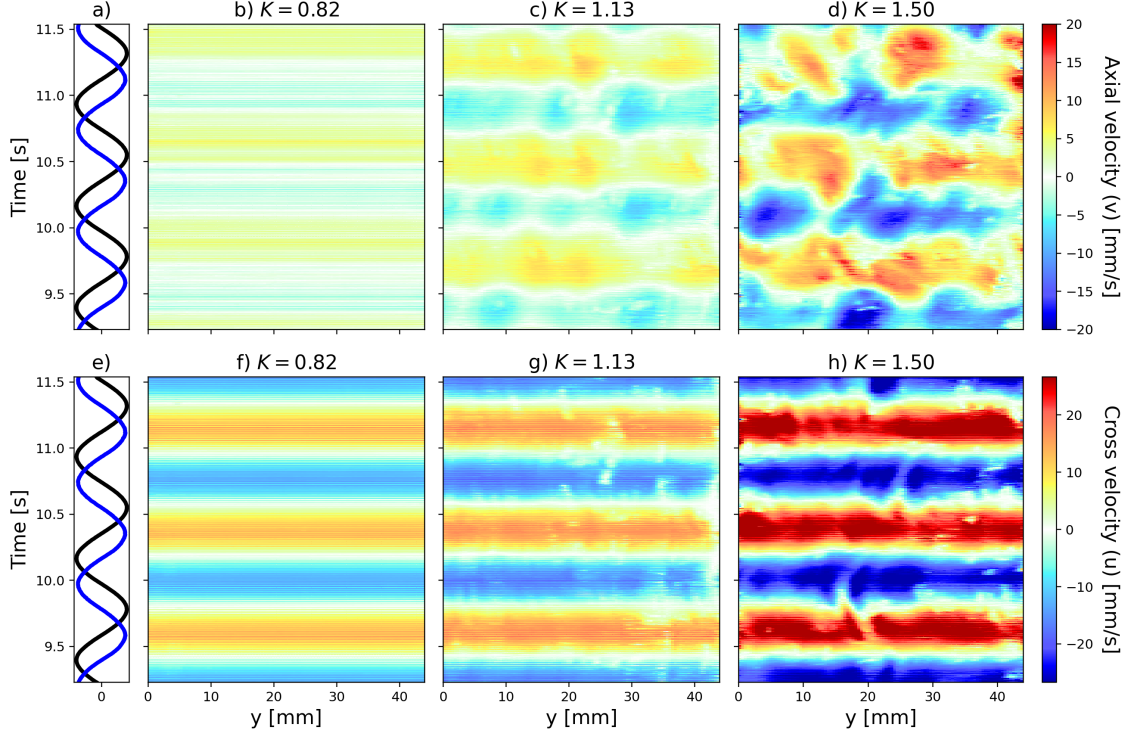 a) b) K = 0.82 c) K = 1.13 d) K = 1.50
11.5
11.0
10.5
10.0
9.5
Time [s]
20
15
10
5
0
−5
−10
−15
−20
Axial velocity (v) [mm/s]
e) f) K = 0.82 g) K = 1.13 h) K = 1.50
11.5
11.0
10.5
10.0
9.5
Time [s]
0
0 20 40
y [mm]
0 10 20 30 40
y [mm]
0 10 20 30 40
y [mm]
20
10
0
−10
−20
Cross velocity (u) [mm/s]